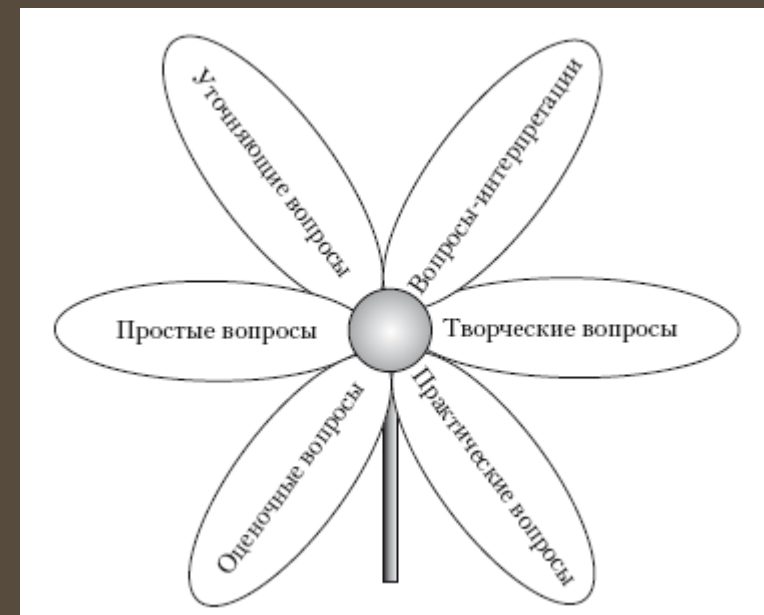 Уточняющие вопросы
Вопросы-интерпретации
Простые вопросы
Творческие вопросы
Оценочные вопросы
Практические вопросы